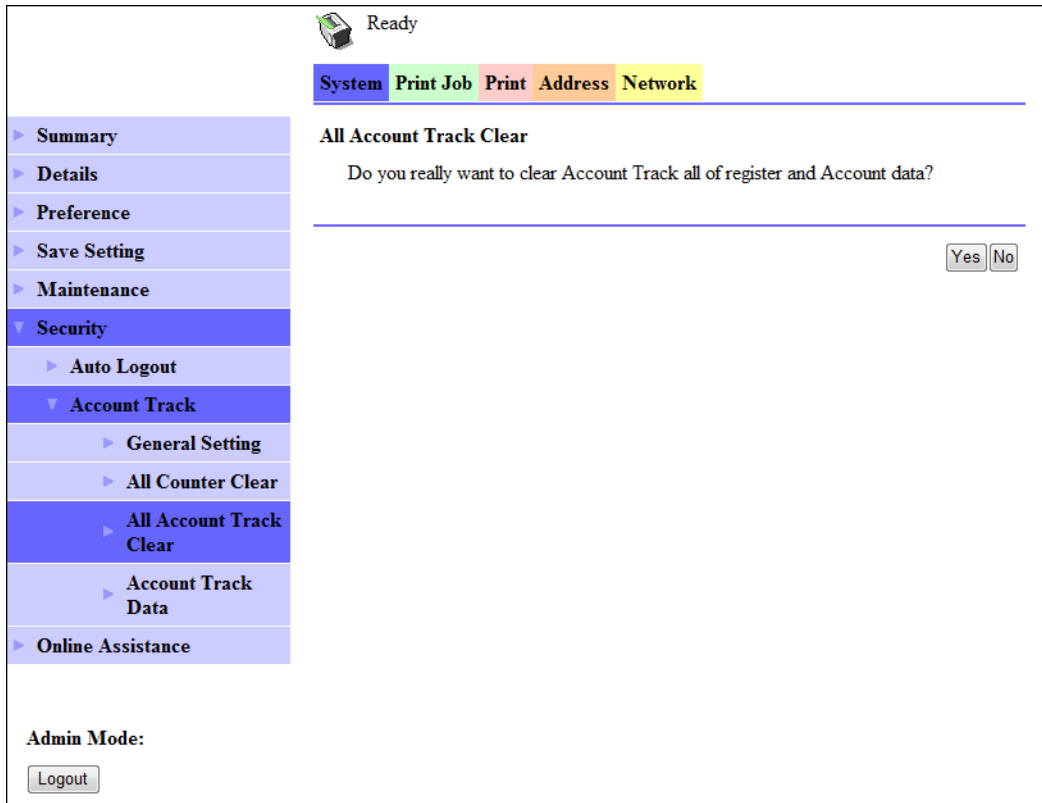 Ready
System Print Job Print Address Network
Summary
Details
Preference
Save Setting
Maintenance
Security
Auto Logout
Account Track
General Setting
All Counter Clear
All Account Track
Clear
Account Track
Data
Online Assistance
Admin Mode:
Logout
All Account Track Clear
Do you really want to clear Account Track all of register and Account data?
Yes No